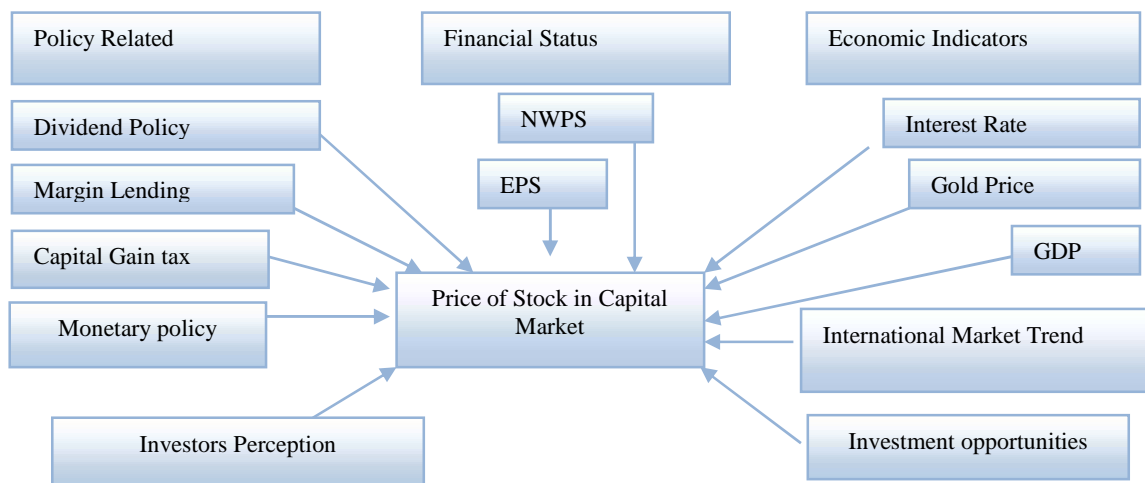 Policy Related
Financial Status
Economic Indicators
Dividend Policy
NWPS
Interest Rate
Margin Lending
EPS
Gold Price
Capital Gain tax
GDP
Price of Stock in Capital
Market
Monetary policy
International Market Trend
Investors Perception
Investment opportunities